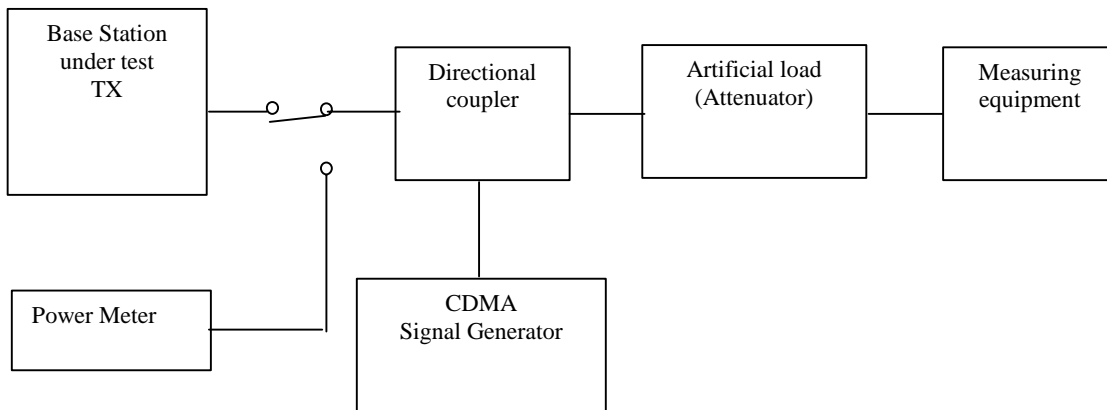 Base Station
under test
TX
Directional
coupler
Artificial load
(Attenuator)
Measuring
equipment
Power Meter
CDMA
Signal Generator